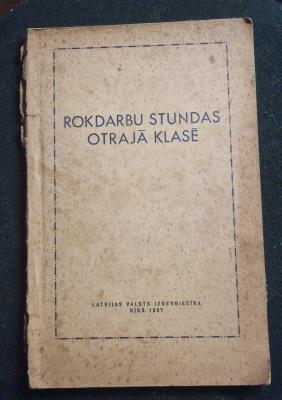 ROKDARBU STUNDAS
OTRAJĀ KLASĒ
LATVIJAS VALSTS IZDEVNIECĪBA
RĪGĀ 1957